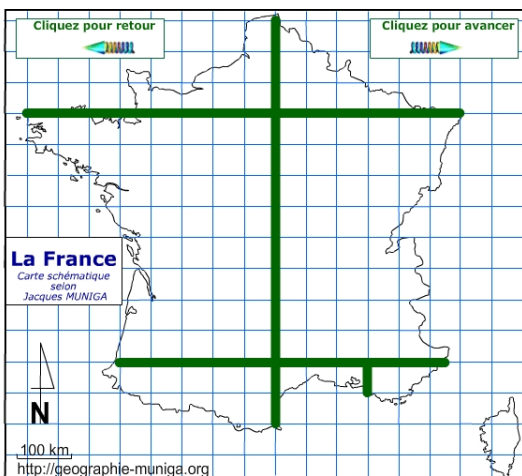 Cliquez pour retour
Cliquez pour avancer
La France
Carte schématique
selon
Jacques MUNIGA
N
100 km
http://geographie-muniga.org